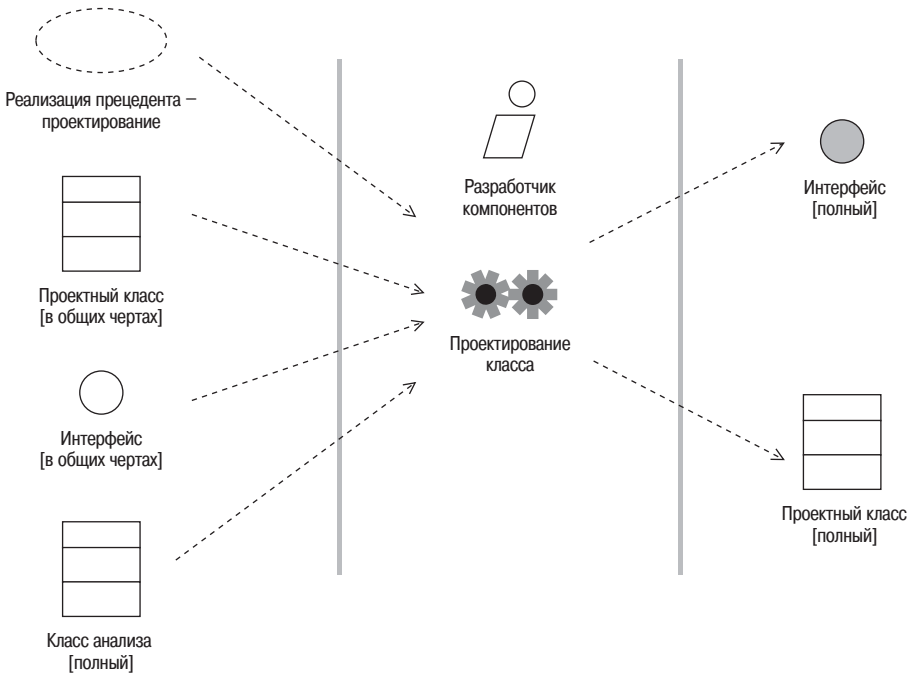 Реализация прецедента –
проектирование
Проектный класс
[в общих чертах]
Интерфейс
[в общих чертах]
Класс анализа
[полный]
Разработчик
компонентов
Проектирование
класса
Интерфейс
[полный]
Проектный класс
[полный]